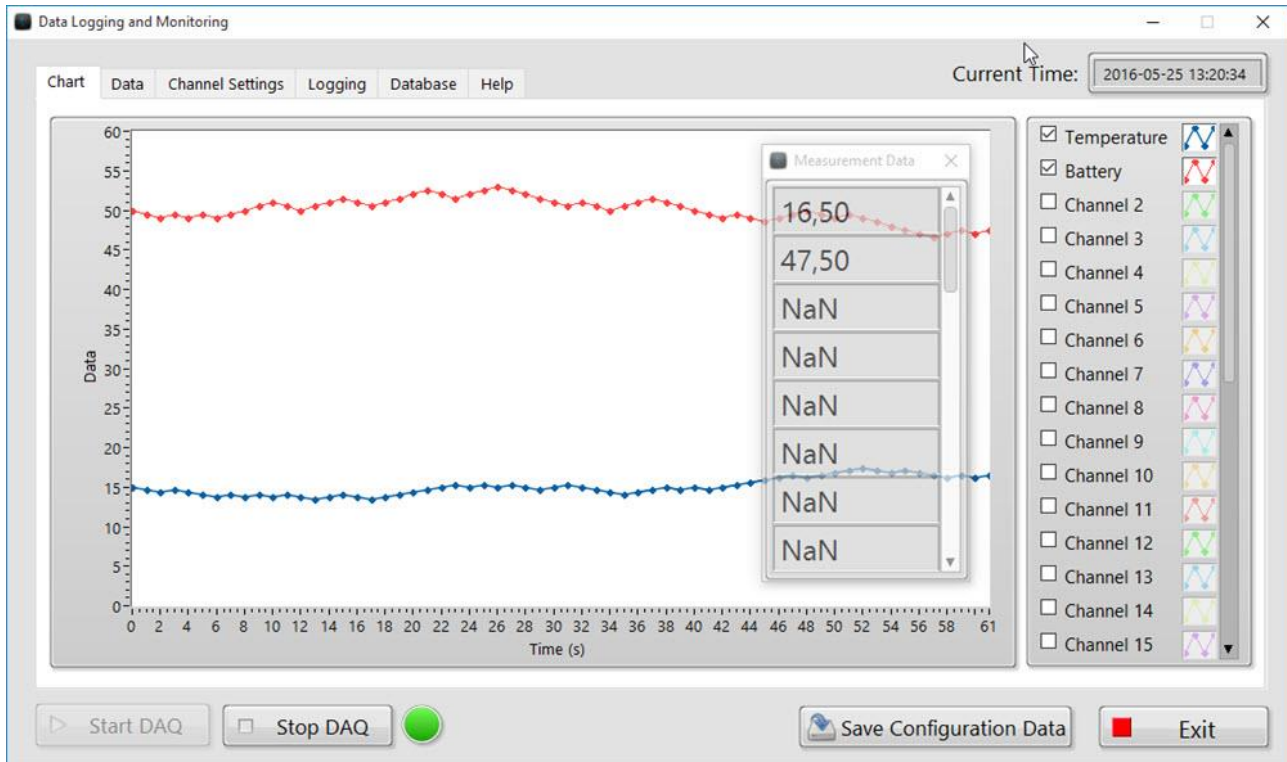 Data Logging and Monitoring
Current Time: 2016-05-25 13:20:34
Chart Data Channel Settings Logging Database Help
60
55
50
45
40
35
30
25
20
15
10
5
0
Data
0 2 4 6 8 10 12 14 16 18 20 22 24 26 28 30 32 34 36 38 40 42 44 46 48 50 52 54 56 58 61
Time (s)
Measurement Data
16,50
47,50
NaN
NaN
NaN
NaN
NaN
NaN
Temperature
Battery
Channel 2
Channel 3
Channel 4
Channel 5
Channel 6
Channel 7
Channel 8
Channel 9
Channel 10
Channel 11
Channel 12
Channel 13
Channel 14
Channel 15
Start DAQ Stop DAQ Save Configuration Data Exit